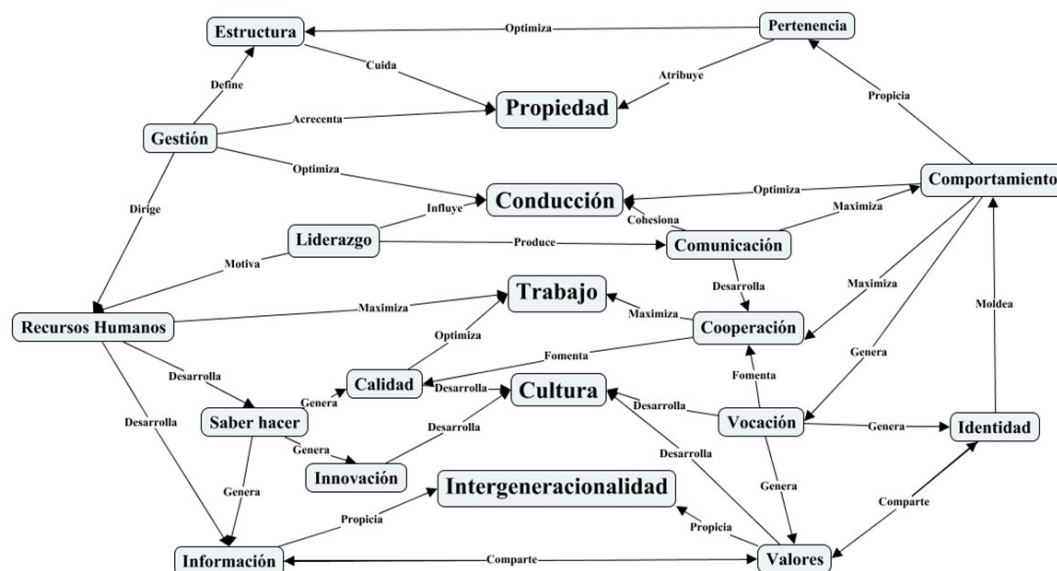 Estructura
Optimiza
Pertenencia
Cuida
Atribuye
Define
Propicia
Propiedad
Acrecenta
Gestión
Optimiza
Comportamiento
Optimiza
Conducción
Dirige
Influye
Maximiza
Cohesiona
Liderazgo
Produce
Comunicación
Motiva
Desarrolla
Maximiza
Trabajo
Maximiza
Moldea
Recursos Humanos
Maximiza
Cooperación
Optimiza
Genera
Fomenta
Desarrolla
Fomenta
Calidad
Desarrolla
Cultura
Genera
Desarrolla
Desarrolla
Saber hacer
Vocación
Genera
Identidad
Desarrolla
Genera
Desarrolla
Innovación
Intergeneracionalidad
Genera
Genera
Comparte
Propicia
Propicia
Información
Comparte
Valores